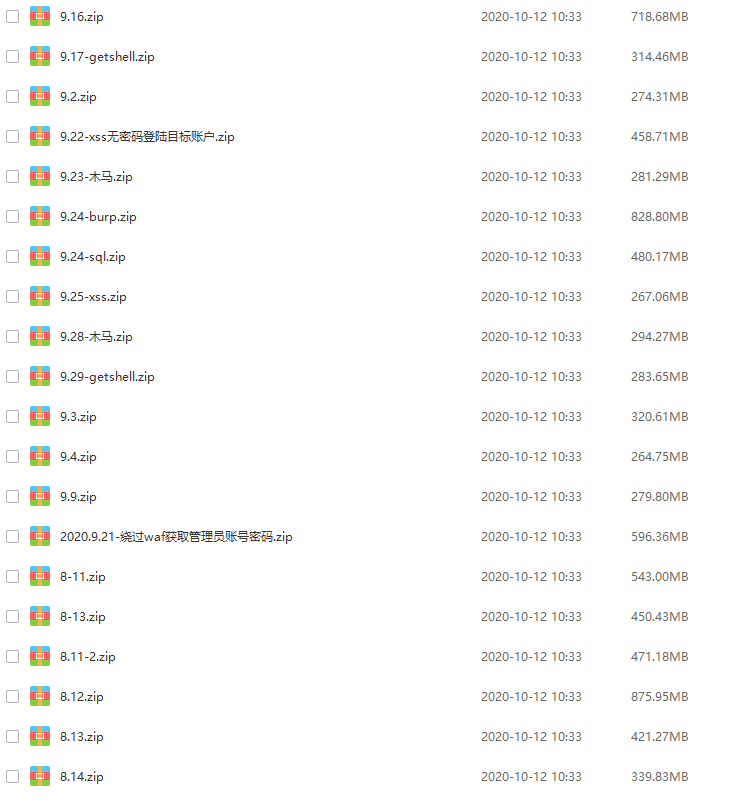 9.16.zip 2020-10-12 10:33 718.68MB
9.17-getshell.zip 2020-10-12 10:33 314.46MB
9.2.zip 2020-10-12 10:33 274.31MB
9.22-xss无密码登陆目标账户.zip 2020-10-12 10:33 458.71MB
9.23-木马.zip 2020-10-12 10:33 281.29MB
9.24-burp.zip 2020-10-12 10:33 828.80MB
9.24-sql.zip 2020-10-12 10:33 480.17MB
9.25-xss.zip 2020-10-12 10:33 267.06MB
9.28-木马.zip 2020-10-12 10:33 294.27MB
9.29-getshell.zip 2020-10-12 10:33 283.65MB
9.3.zip 2020-10-12 10:33 320.61MB
9.4.zip 2020-10-12 10:33 264.75MB
9.9.zip 2020-10-12 10:33 279.80MB
2020.9.21-绕过waf获取管理员账号密码.zip 2020-10-12 10:33 596.36MB
8-11.zip 2020-10-12 10:33 543.00MB
8-13.zip 2020-10-12 10:33 450.43MB
8.11-2.zip 2020-10-12 10:33 471.18MB
8.12.zip 2020-10-12 10:33 875.95MB
8.13.zip 2020-10-12 10:33 421.27MB
8.14.zip 2020-10-12 10:33 339.83MB